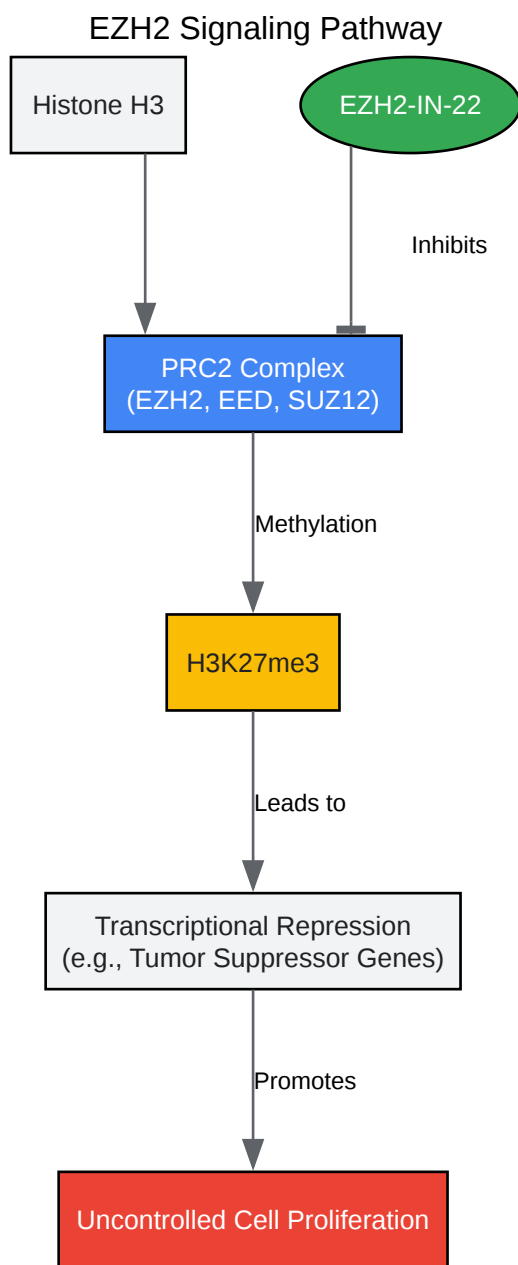 EZH2 Signaling Pathway
Histone H3
EZH2-IN-22
Inhibits
PRC2 Complex
(EZH2, EED, SUZ12)
Methylation
H3K27me3
Leads to
Transcriptional Repression
(e.g., Tumor Suppressor Genes)
Promotes
Uncontrolled Cell Proliferation